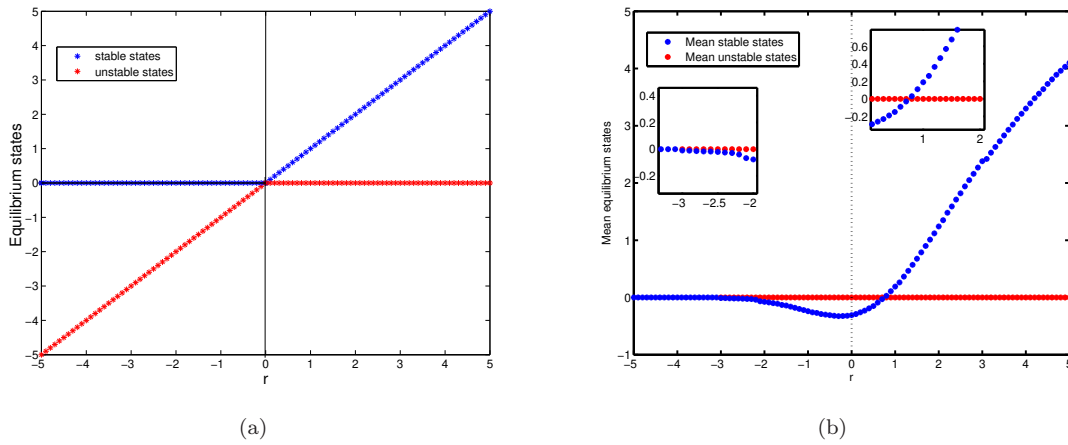 5
4
3
2
1
0
−1
−2
−3
−4
−5
Equilibrium states
stable states
unstable states
−5 −4 −3 −2 −1 0 1 2 3 4 5
r
(a)
5
4
3
2
1
0
−1
Mean equilibrium states
Mean stable states
Mean unstable states
0.4
0.2
0
−0.2
−3 −2.5 −2
0.6
0.4
0.2
0
−0.2
1 2
−5 −4 −3 −2 −1 0 1 2 3 4 5
r
(b)